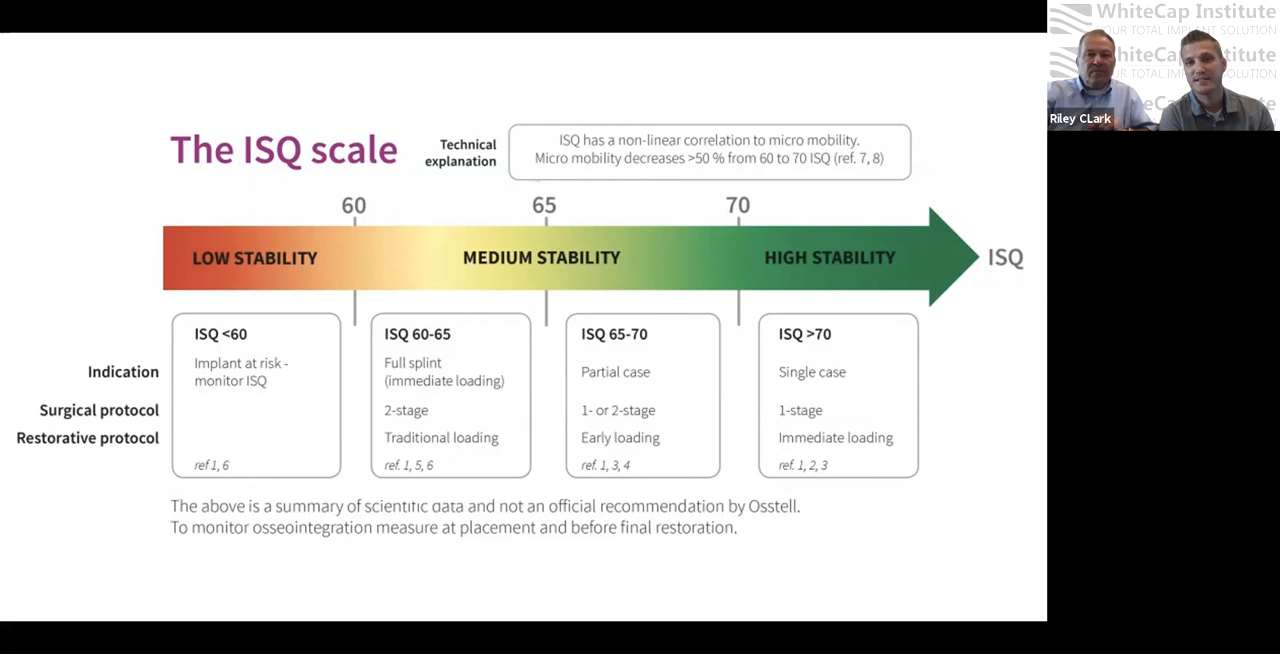 WhiteCap Institute
YOUR TOTAL IMPLANT SOLUTION
Riley CLark
The ISQ scale
Technical
explanation
ISQ has a non-linear correlation to micro mobility.
Micro mobility decreases >50 % from 60 to 70 ISQ (ref. 7, 8)
60
65
70
LOW STABILITY
MEDIUM STABILITY
HIGH STABILITY
ISQ
ISQ <60
ISQ 60-65
ISQ 65-70
ISQ >70
Indication
Implant at risk -
monitor ISQ
Full splint
(immediate loading)
Partial case
Single case
Surgical protocol
2-stage
1- or 2-stage
1-stage
Restorative protocol
Traditional loading
Early loading
Immediate loading
ref 1, 6
ref. 1, 5, 6
ref. 1, 3, 4
ref. 1, 2, 3
The above is a summary of scientific data and not an official recommendation by Osstell.
To monitor osseointegration measure at placement and before final restoration.